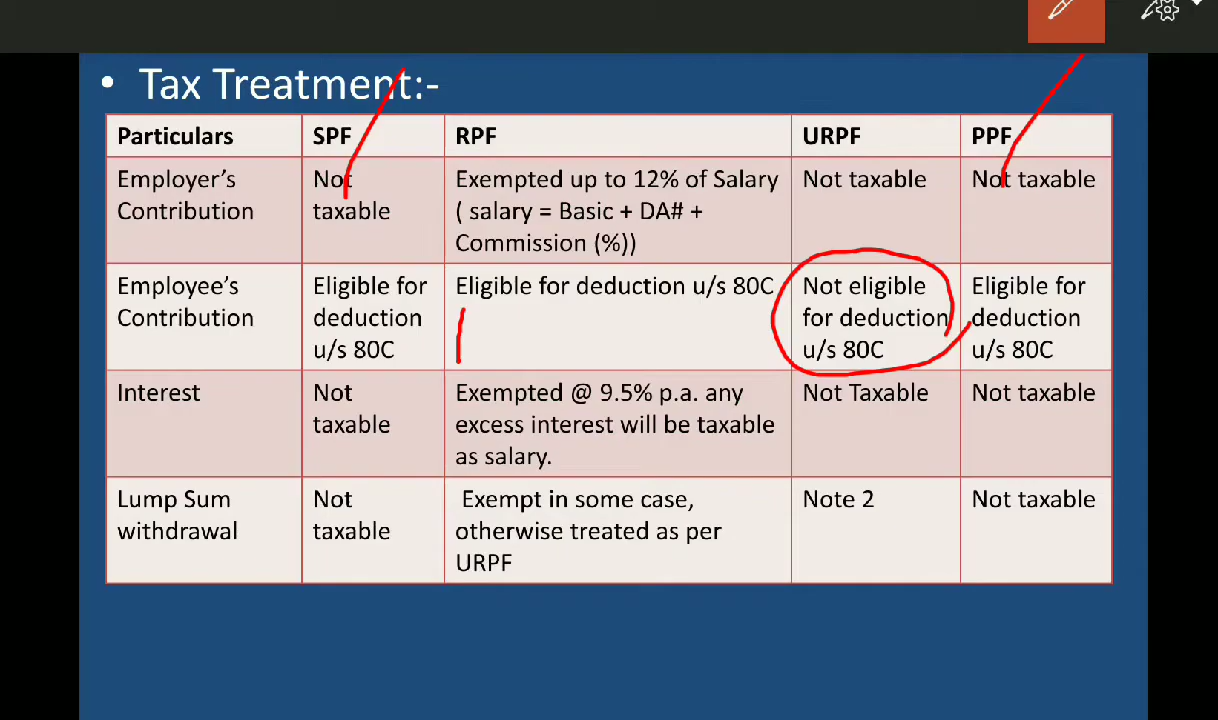 • Tax Treatment:-
Particulars SPF RPF URPF PPF
Employer’s Not Exempted up to 12% of Salary Not taxable Not taxable
Contribution taxable ( salary = Basic + DA# +
Commission (%))
Employee’s Eligible for Eligible for deduction u/s 80C Not eligible Eligible for
Contribution deduction for deduction deduction
u/s 80C u/s 80C u/s 80C
Interest Not Exempted @ 9.5% p.a. any Not Taxable Not taxable
taxable excess interest will be taxable
as salary.
Lump Sum Not Exempt in some case, Note 2 Not taxable
withdrawal taxable otherwise treated as per
URPF